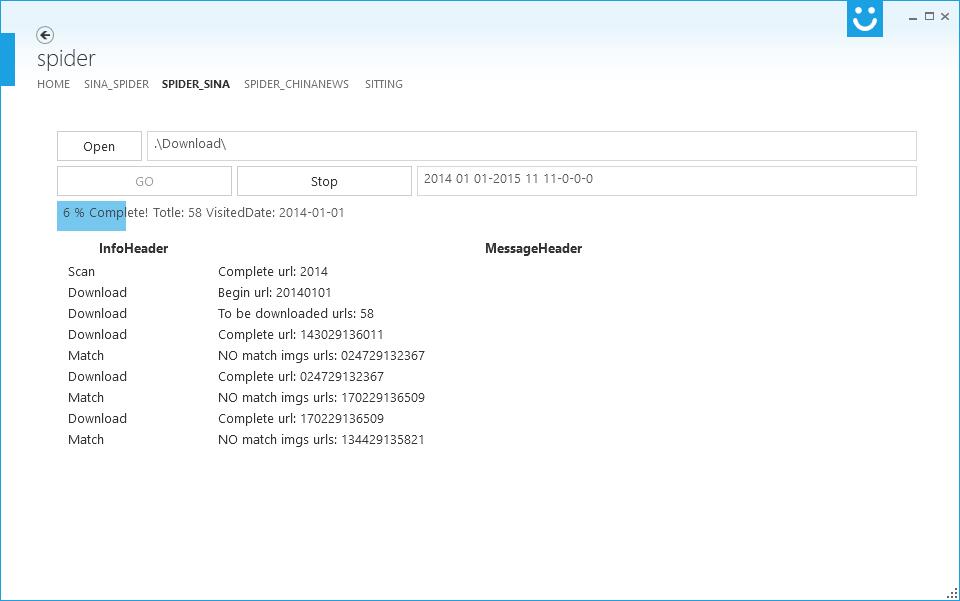 spider
HOME SINA_SPIDER SPIDER_SINA SPIDER_CHINANEWS SITTING
Open .\Download\
GO Stop 2014 01 01-2015 11 11-0-0-0
6 % Complete! Totle: 58 VisitedDate: 2014-01-01
InfoHeader MessageHeader
Scan Complete url: 2014
Download Begin url: 20140101
Download To be downloaded urls: 58
Download Complete url: 143029136011
Match NO match imgs urls: 024729132367
Download Complete url: 024729132367
Match NO match imgs urls: 170229136509
Download Complete url: 170229136509
Match NO match imgs urls: 134429135821